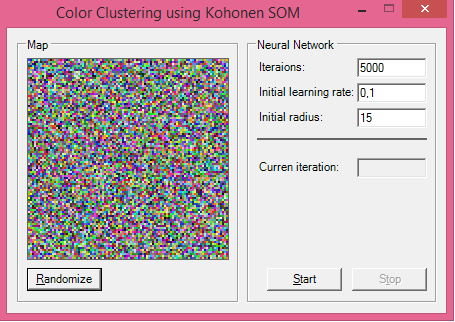 Color Clustering using Kohonen SOM
Map
Randomize
Neural Network
Iteraions: 5000
Initial learning rate: 0,1
Initial radius: 15
Curren iteration:
Start Stop